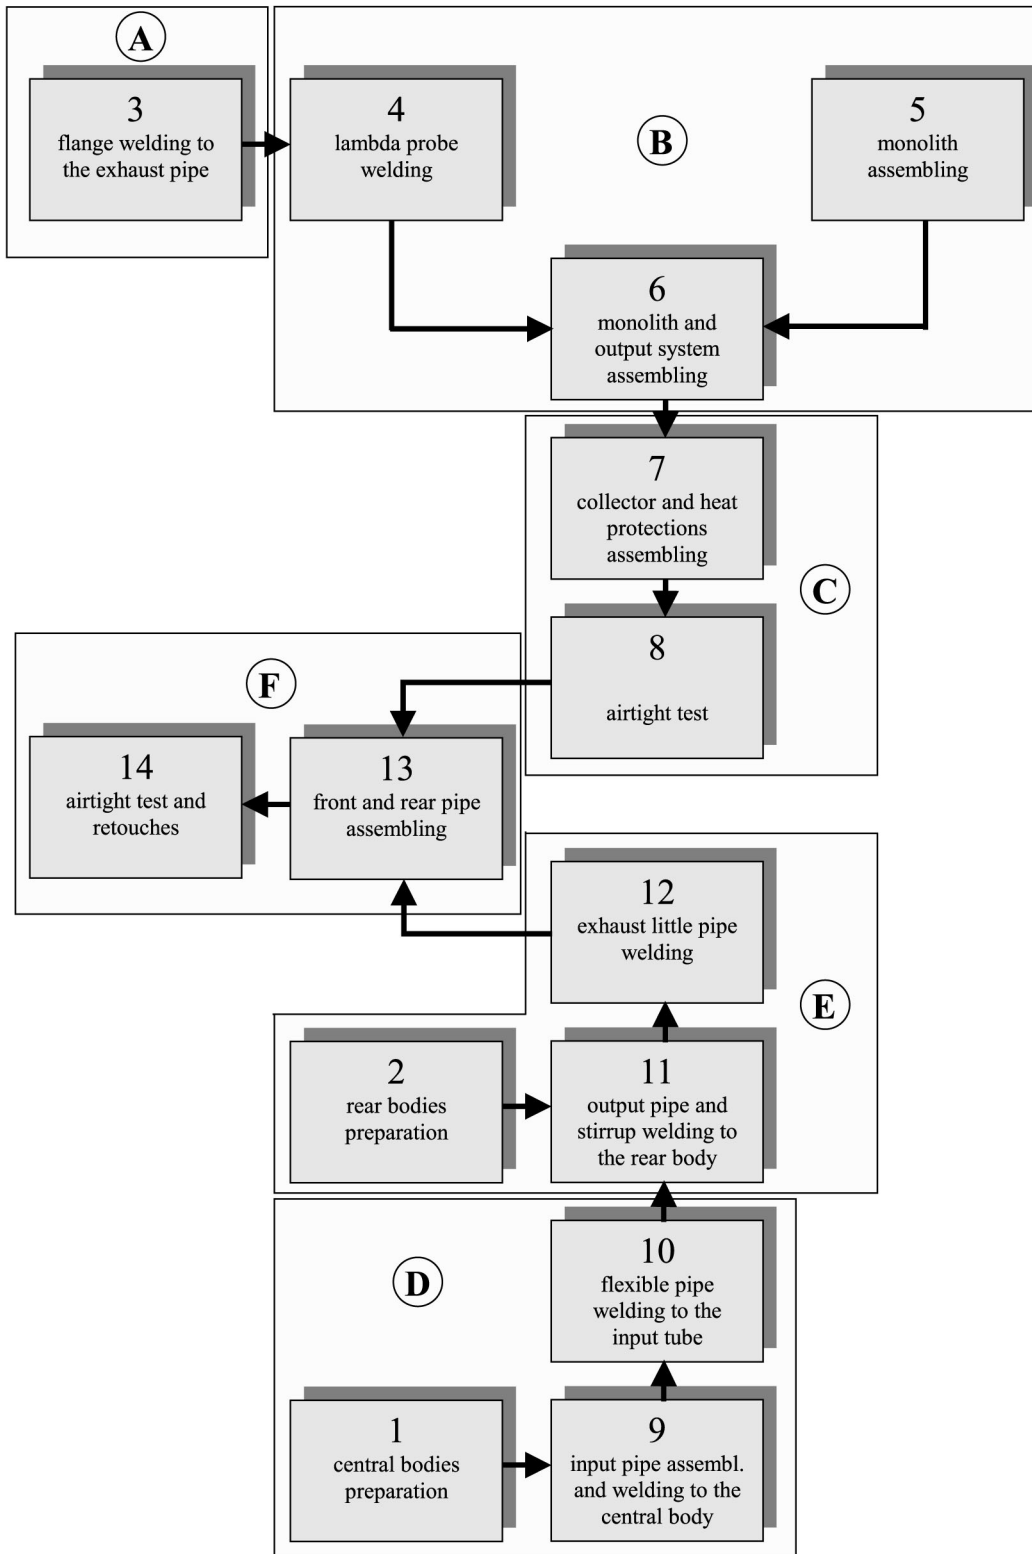 A
3
flange welding to
the exhaust pipe
4
lambda probe
welding
B
5
monolith
assembling
6
monolith and
output system
assembling
7
collector and heat
protections
assembling
C
8
airtight test
F
14
airtight test and
retouches
13
front and rear pipe
assembling
12
exhaust little pipe
welding
E
2
rear bodies
preparation
11
output pipe and
stirrup welding to
the rear body
D
10
flexible pipe
welding to the
input tube
1
central bodies
preparation
9
input pipe assembl.
and welding to the
central body